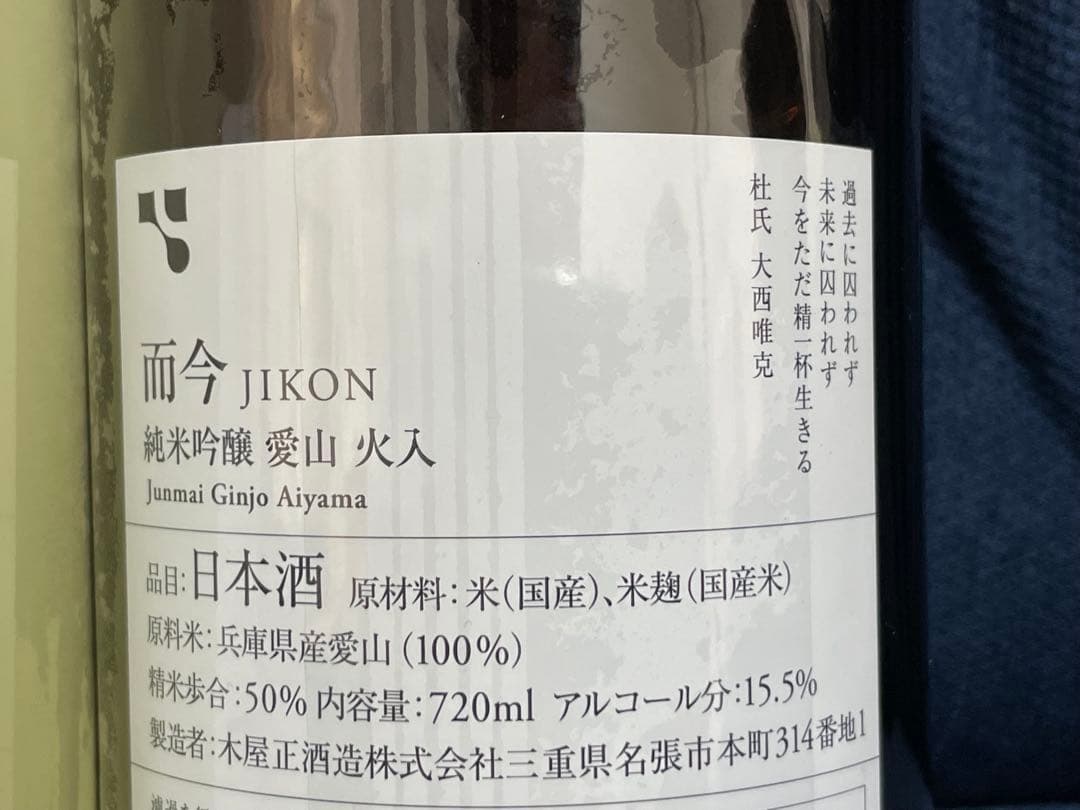 過去に囚われず
未来に囚われず
今をただ精一杯生きる
杜氏 大西唯克
而今 JIKON
純米吟醸 愛山 火入
Junmai Ginjo Aiyama
品目:日本酒 原材料:米(国産)、米麹(国産米)
原料米:兵庫県産愛山(100%)
精米歩合:50% 内容量:720ml アルコール分:15.5%
製造者:木屋正酒造株式会社三重県名張市本町314番地1